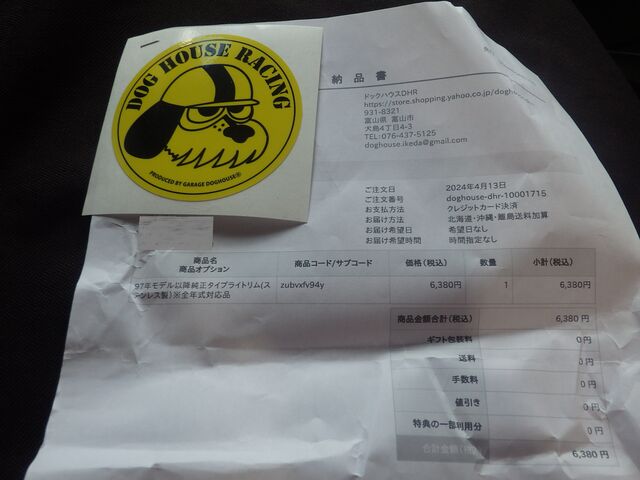 DOG HOUSE RACING
PRODUCED BY GARAGE DOGHOUSE®
納品書
ドックハウスDHR
https://store.shopping.yahoo.co.jp/dogho
931-8321
富山県 富山市
犬島4丁目4-3
TEL:076-437-5125
doghouse.ikeda@gmail.com
ご注文日 2024年4月13日
ご注文番号 doghouse-dhr-10001715
お支払方法 クレジットカード決済
お届け方法 北海道・沖縄・離島送料加算
お届け希望日 希望日なし
お届け希望時間 時間指定なし
商品名
商品オプション 商品コード/サブコード 価格(税込) 数量 小計(税込)
97年モデル以降純正タイプライトリム(ス zubvxfv94y 6,380円 1 6,380円
テンレス製)※全年式対応品
商品金額合計(税込) 6,380円
ギフト包装料 0円
送料 0円
手数料 0円
値引き 0円
特典の一部利用分 0円
合計金額(税込) 6,380円